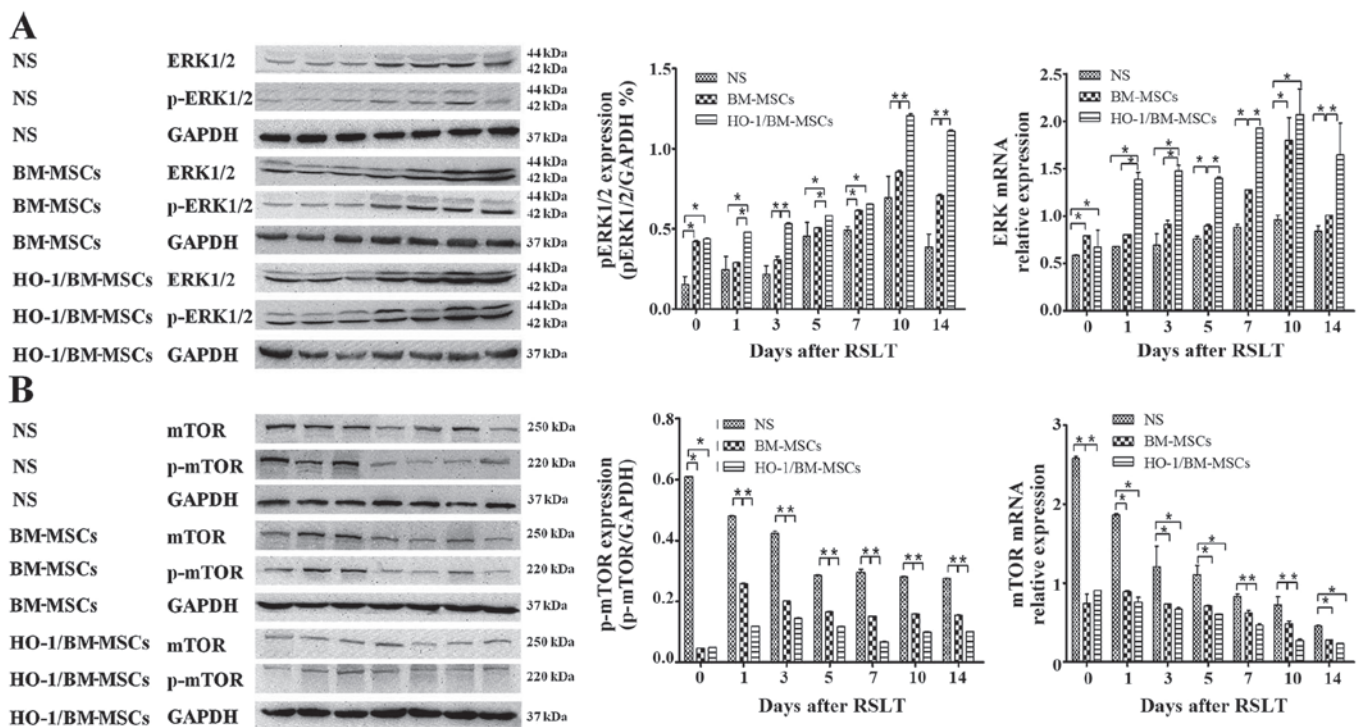 A
NS ERK1/2 44 kDa
42 kDa
NS p-ERK1/2 44 kDa
42 kDa
NS GAPDH 37 kDa
BM-MSCs ERK1/2 44 kDa
42 kDa
BM-MSCs p-ERK1/2 44 kDa
42 kDa
BM-MSCs GAPDH 37 kDa
HO-1/BM-MSCs ERK1/2 44 kDa
42 kDa
HO-1/BM-MSCs p-ERK1/2 44 kDa
42 kDa
HO-1/BM-MSCs GAPDH 37 kDa
pERK1/2 expression
(pERK1/2/GAPDH %)
1.5
1.0
0.5
0.0
NS
BM-MSCs
HO-1/BM-MSCs
* * * * * * * * * * * * * *
0 1 3 5 7 10 14
Days after RSLT
ERK mRNA
relative expression
2.5
2.0
1.5
1.0
0.5
0.0
NS
BM-MSCs
HO-1/BM-MSCs
* * * * * * * * * * * * * *
0 1 3 5 7 10 14
Days after RSLT
B
NS mTOR 250 kDa
NS p-mTOR 220 kDa
NS GAPDH 37 kDa
BM-MSCs mTOR 250 kDa
BM-MSCs p-mTOR 220 kDa
BM-MSCs GAPDH 37 kDa
HO-1/BM-MSCs mTOR 250 kDa
HO-1/BM-MSCs p-mTOR 220 kDa
HO-1/BM-MSCs GAPDH 37 kDa
p-mTOR expression
(p-mTOR/GAPDH)
0.8
0.6
0.4
0.2
0.0
NS
BM-MSCs
HO-1/BM-MSCs
* * * * * * * * * * * * * *
0 1 3 5 7 10 14
Days after RSLT
mTOR mRNA
relative expression
3
2
1
0
NS
BM-MSCs
HO-1/BM-MSCs
* * * * * * * * * * * * * *
0 1 3 5 7 10 14
Days after RSLT